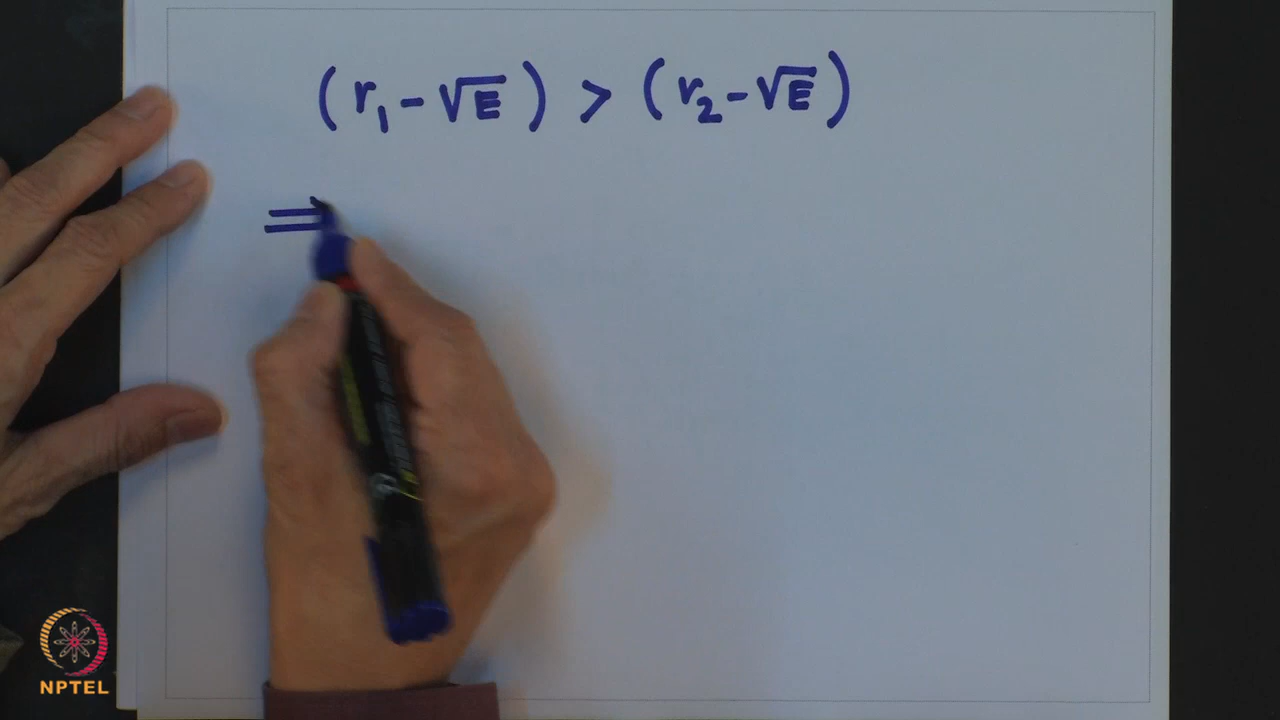 (r₁ - √E) > (r₂ - √E)
=>
NPTEL